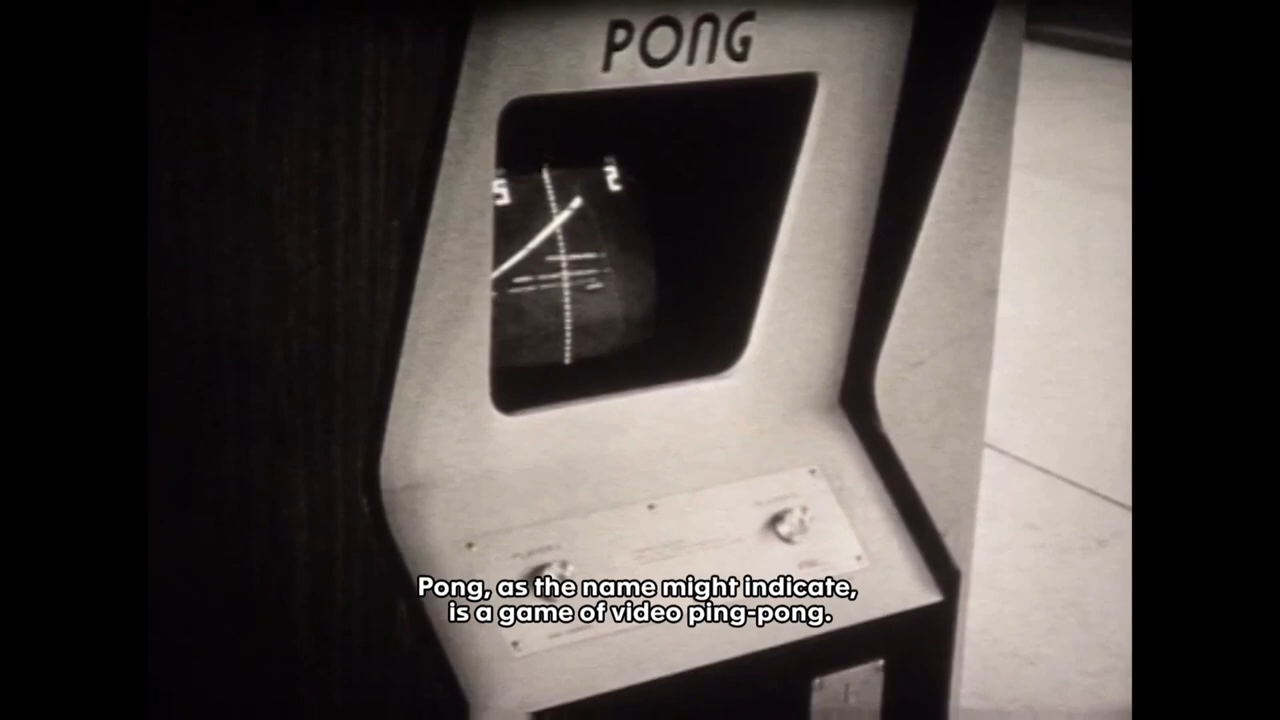 PONG
5 2
Pong, as the name might indicate,
is a game of video ping-pong.